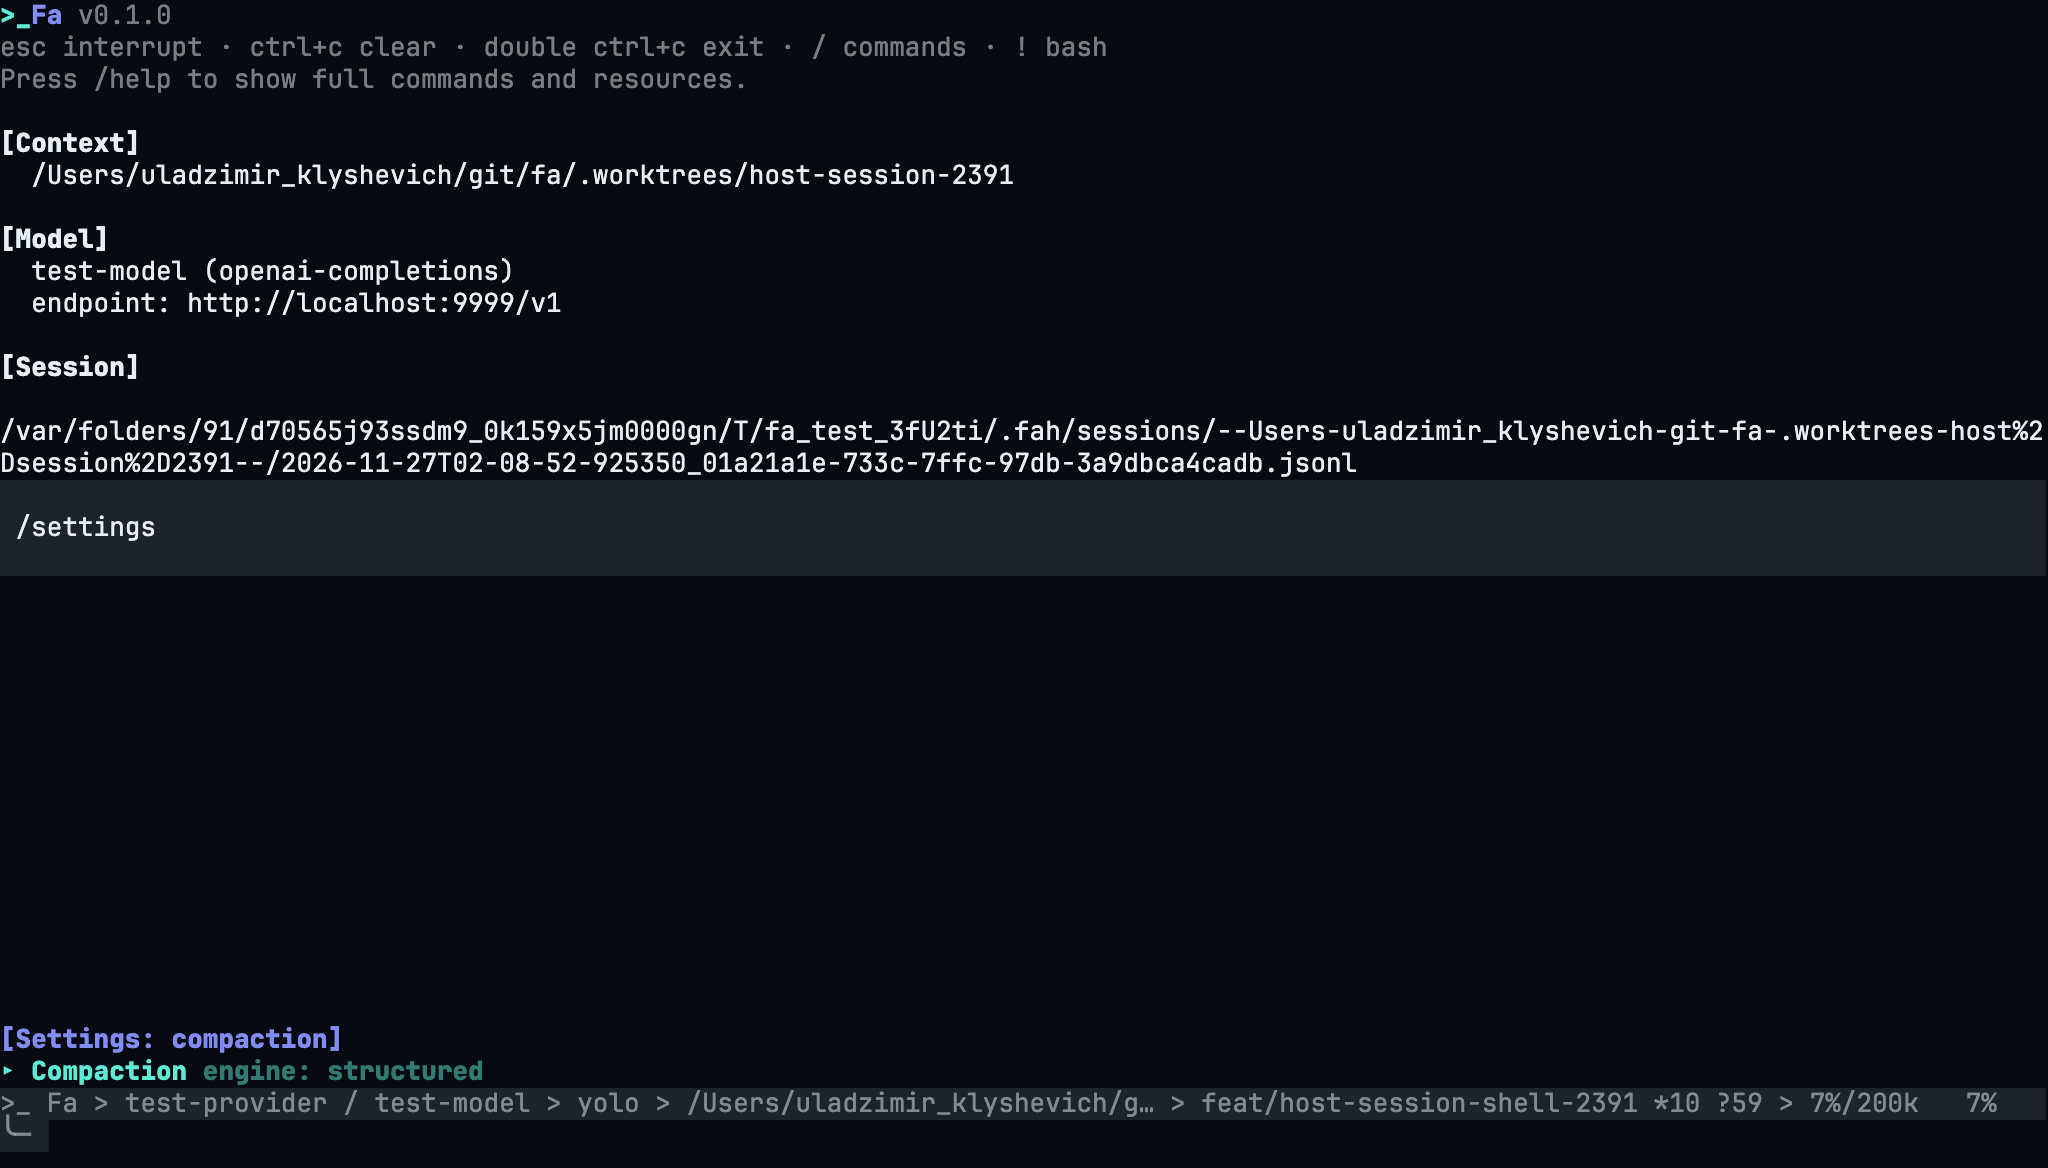 >_Fa v0.1.0
esc interrupt · ctrl+c clear · double ctrl+c exit · / commands · ! bash
Press /help to show full commands and resources.
[Context]
/Users/uladzimir_klyshevich/git/fa/.worktrees/host-session-2391
[Model]
test-model (openai-completions)
endpoint: http://localhost:9999/v1
[Session]
/var/folders/91/d70565j93ssdm9_0k159x5jm0000gn/T/fa_test_3fU2ti/.fah/sessions/--Users-uladzimir_klyshevich-git-fa-.worktrees-host%2
Dsession%2D2391--/2026-11-27T02-08-52-925350_01a21a1e-733c-7ffc-97db-3a9dbca4cadb.jsonl
/settings
[Settings: compaction]
▸ Compaction engine: structured
>_ Fa > test-provider / test-model > yolo > /Users/uladzimir_klyshevich/g… > feat/host-session-shell-2391 *10 ?59 > 7%/200k 7%